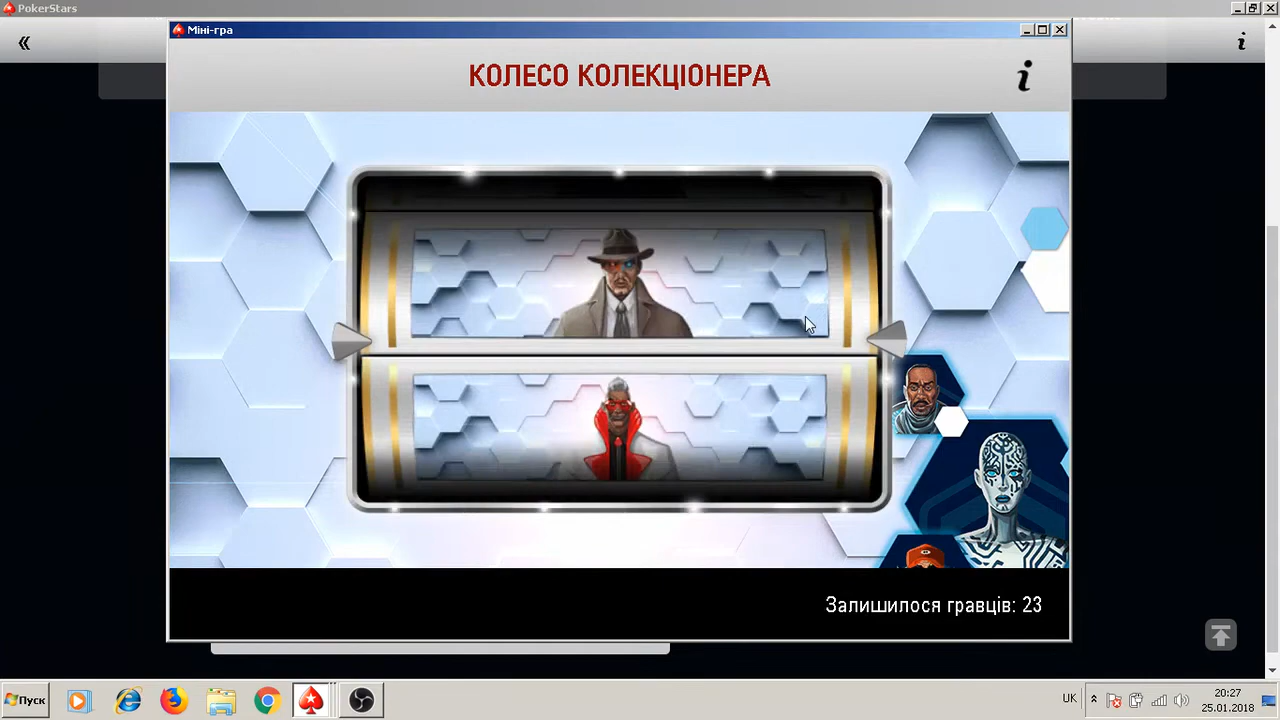 PokerStars
Міні-гра
КОЛЕСО КОЛЕКЦІОНЕРА
Залишилося гравців: 23
Пуск
UK
20:27
25.01.2018